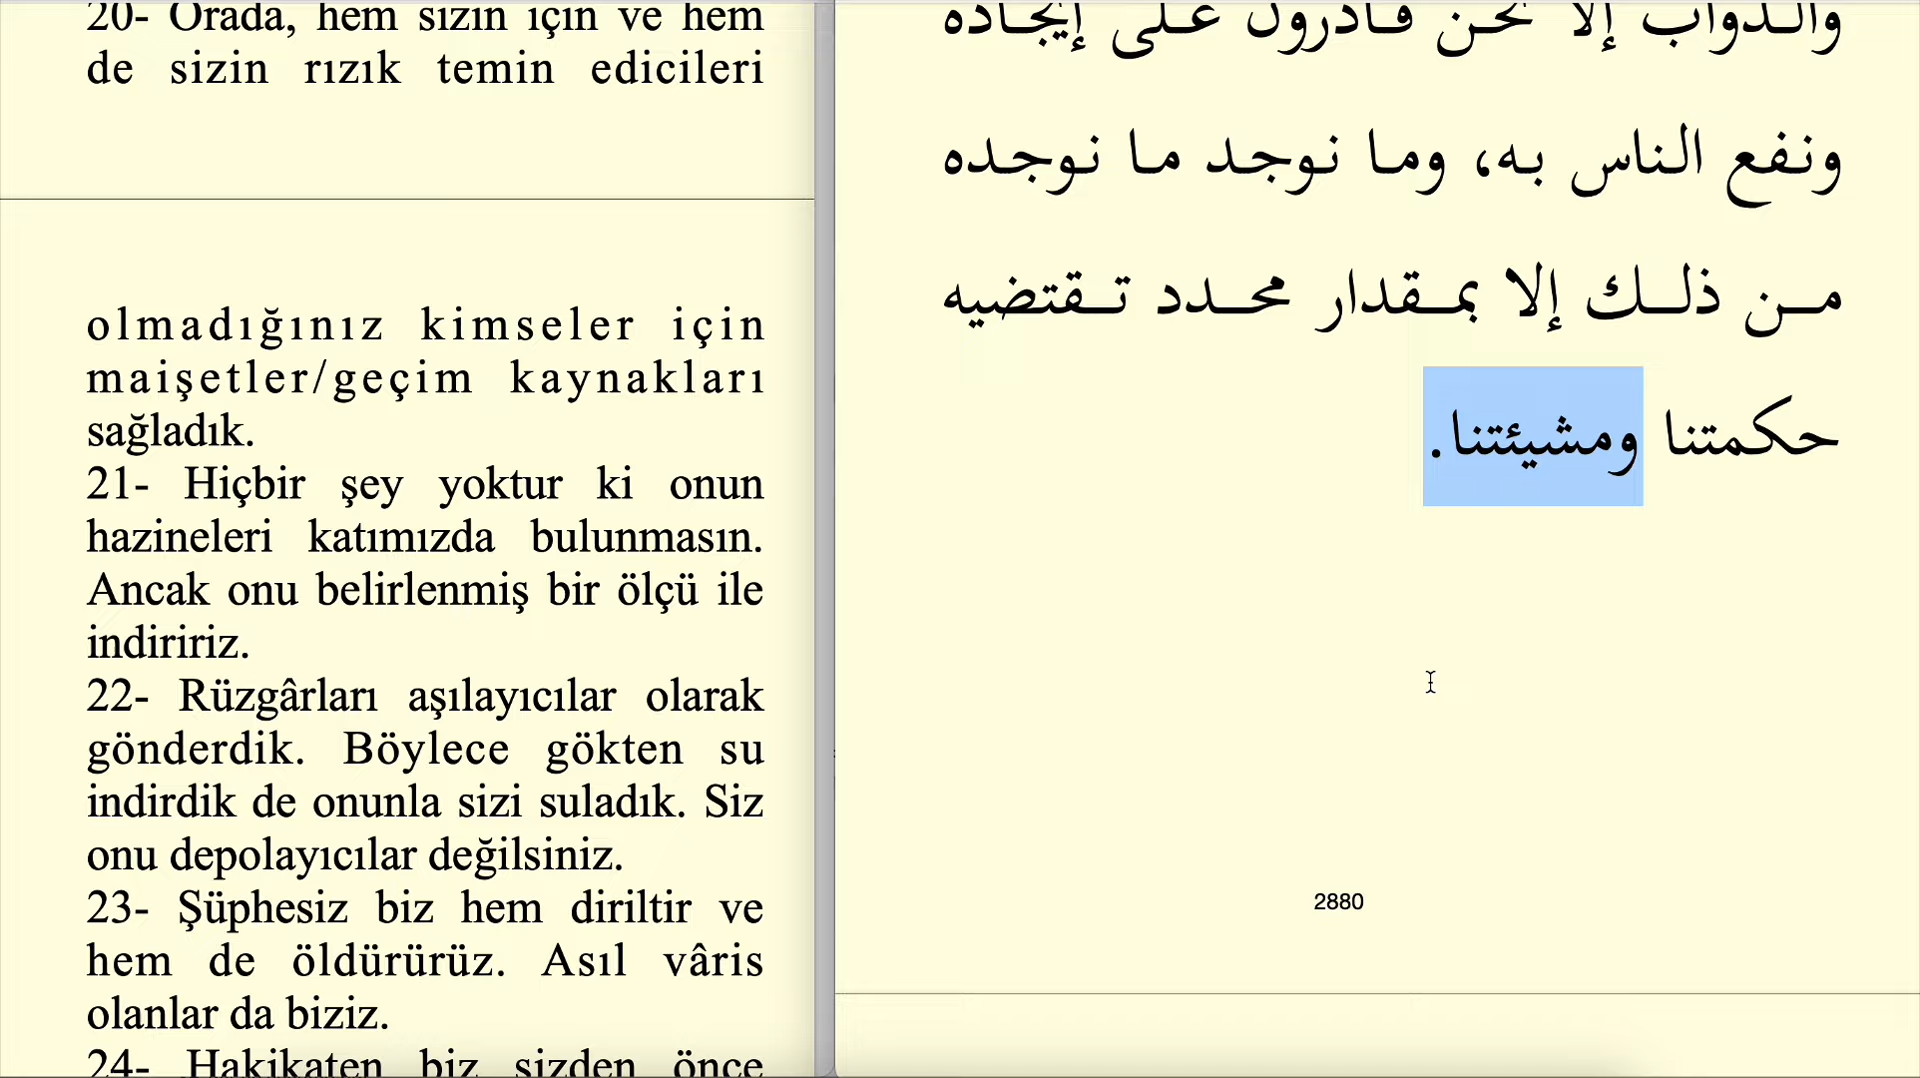 20- Orada, hem sizin için ve hem
de sizin rızık temin edicileri
olmadığınız kimseler için
maişetler/geçim kaynakları
sağladık.
21- Hiçbir şey yoktur ki onun
hazineleri katımızda bulunmasın.
Ancak onu belirlenmiş bir ölçü ile
indiririz.
22- Rüzgârları aşılayıcılar olarak
gönderdik. Böylece gökten su
indirdik de onunla sizi suladık. Siz
onu depolayıcılar değilsiniz.
23- Şüphesiz biz hem diriltir ve
hem de öldürürüz. Asıl vâris
olanlar da biziz.
24- Hakikaten biz sizden önce
والدواب إلا نحن قادرون على إيجاده
ونفع الناس به، وما نوجد ما نوجده
من ذلك إلا بمقدار محدد تقتضيه
حكمتنا ومشيئتنا.
2880